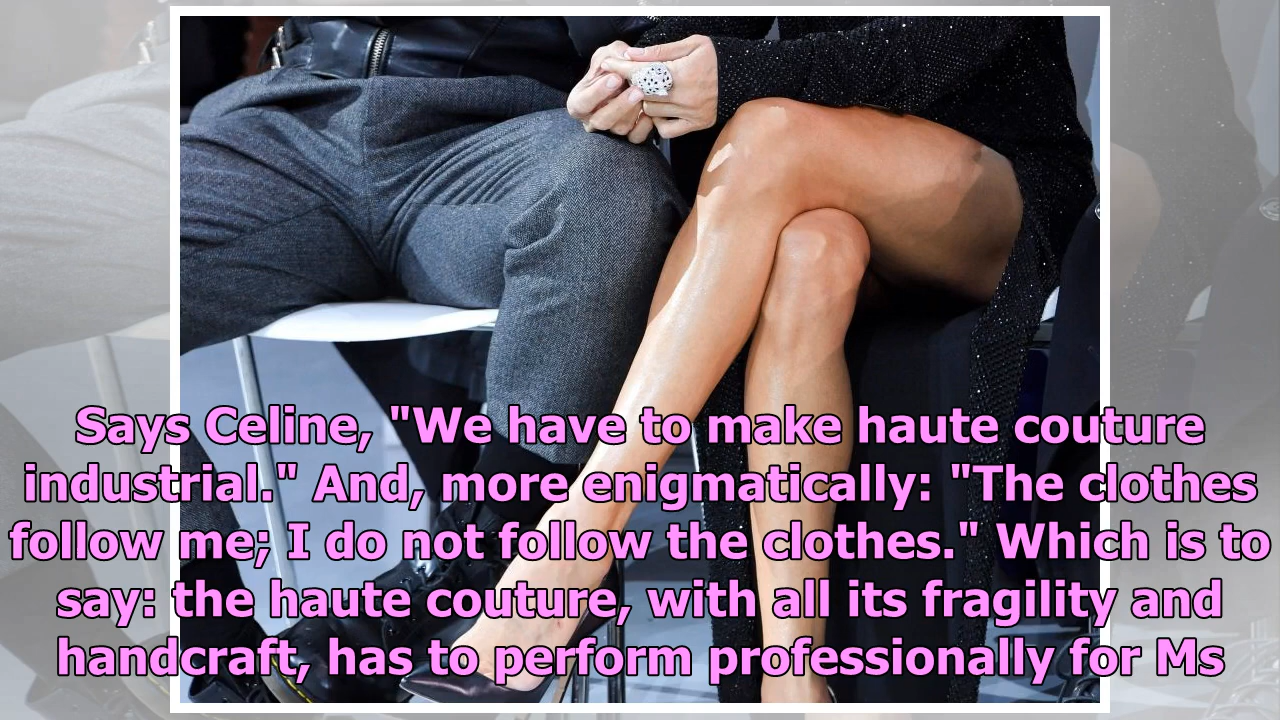 Says Celine, "We have to make haute couture
industrial." And, more enigmatically: "The clothes
follow me; I do not follow the clothes." Which is to
say: the haute couture, with all its fragility and
handcraft, has to perform professionally for Ms